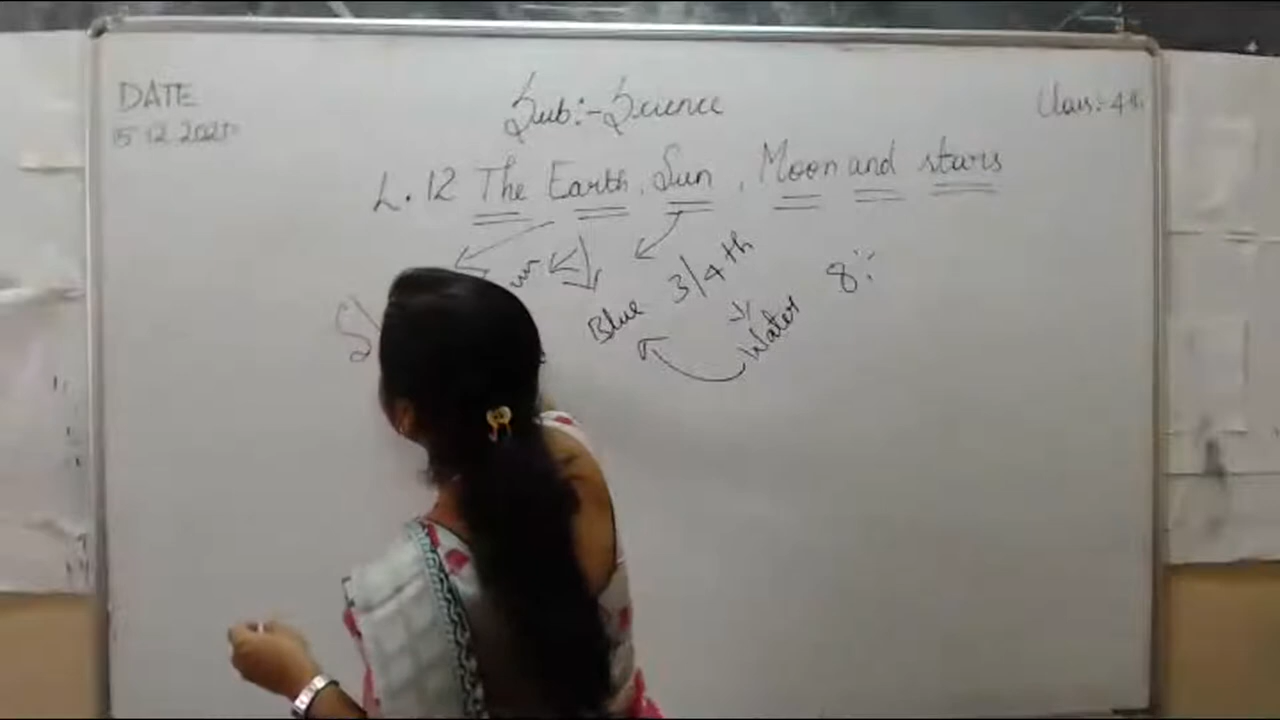 DATE
15.12.2021
Sub:-Science
Class:-4th
L.12 The Earth, Sun, Moon and stars
Blue 3/4th
Water
8